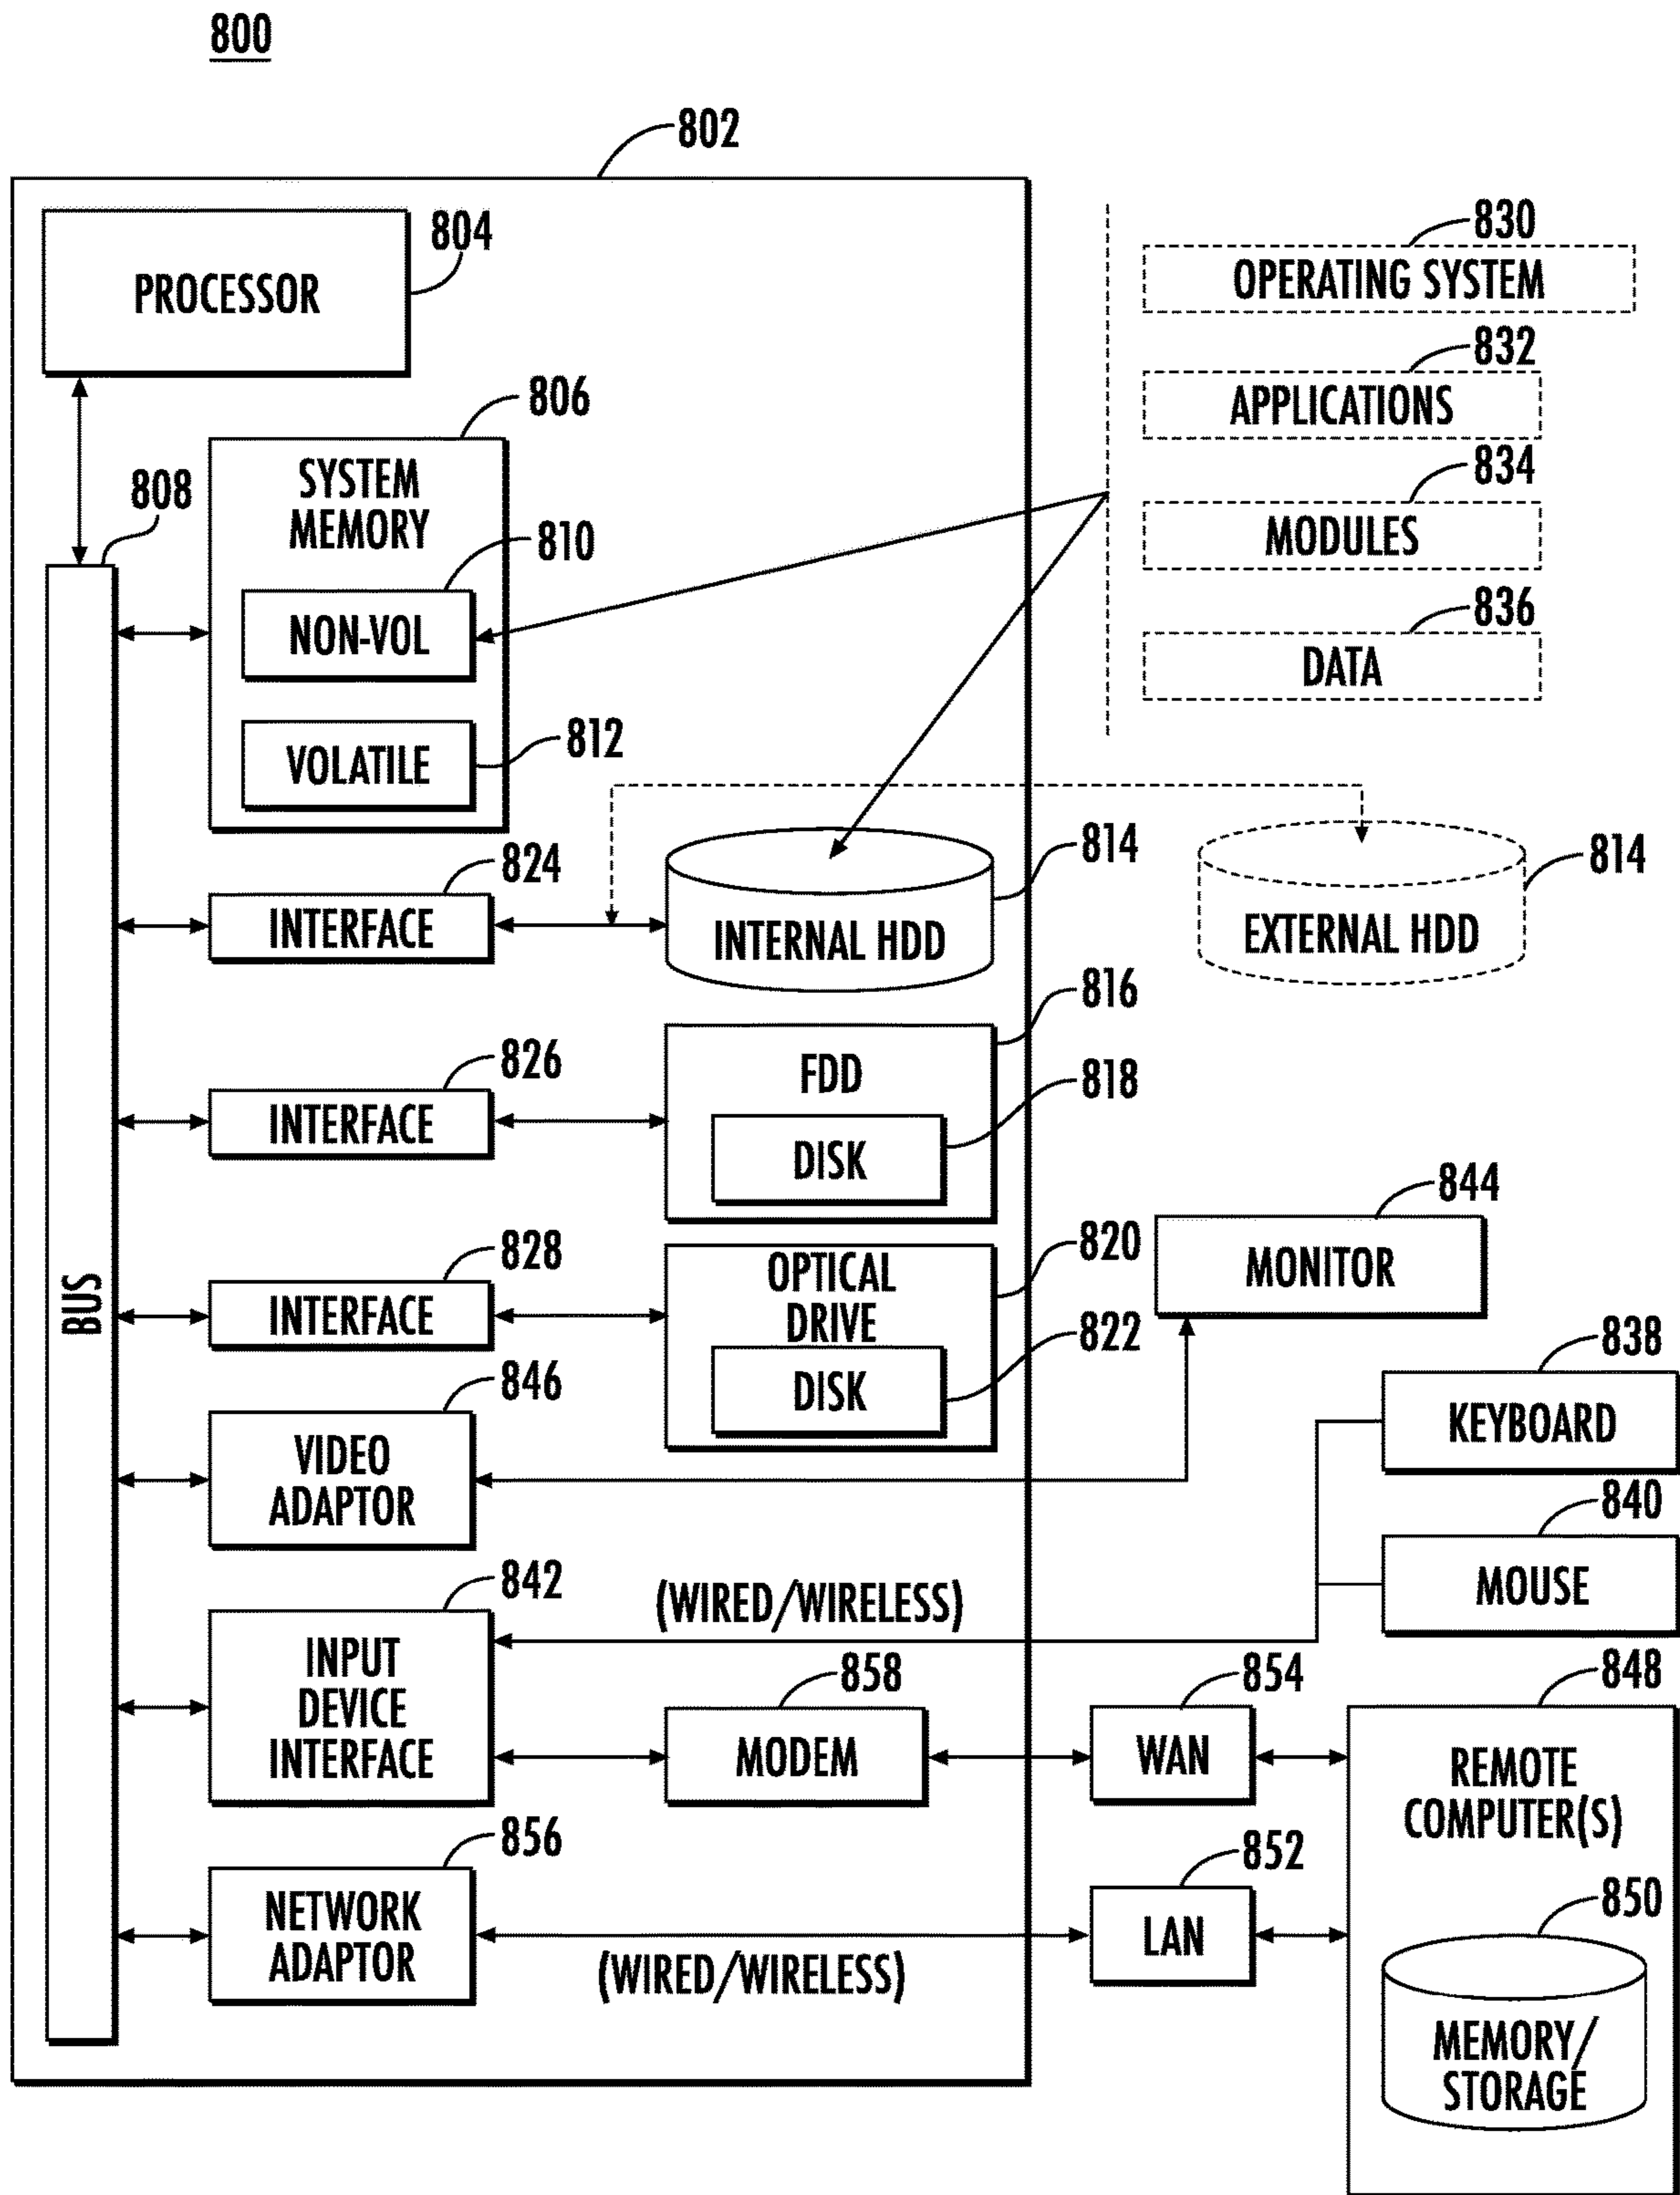 800
802
PROCESSOR
804
830
OPERATING SYSTEM
832
APPLICATIONS
834
MODULES
836
DATA
806
SYSTEM
MEMORY
808
810
NON-VOL
812
VOLATILE
BUS
824
INTERFACE
814
INTERNAL HDD
814
EXTERNAL HDD
826
INTERFACE
816
FDD
818
DISK
828
INTERFACE
820
OPTICAL
DRIVE
822
DISK
844
MONITOR
846
VIDEO
ADAPTOR
838
KEYBOARD
840
MOUSE
842
INPUT
DEVICE
INTERFACE
(WIRED/WIRELESS)
858
MODEM
854
WAN
848
REMOTE
COMPUTER(S)
856
NETWORK
ADAPTOR
(WIRED/WIRELESS)
852
LAN
850
MEMORY/
STORAGE